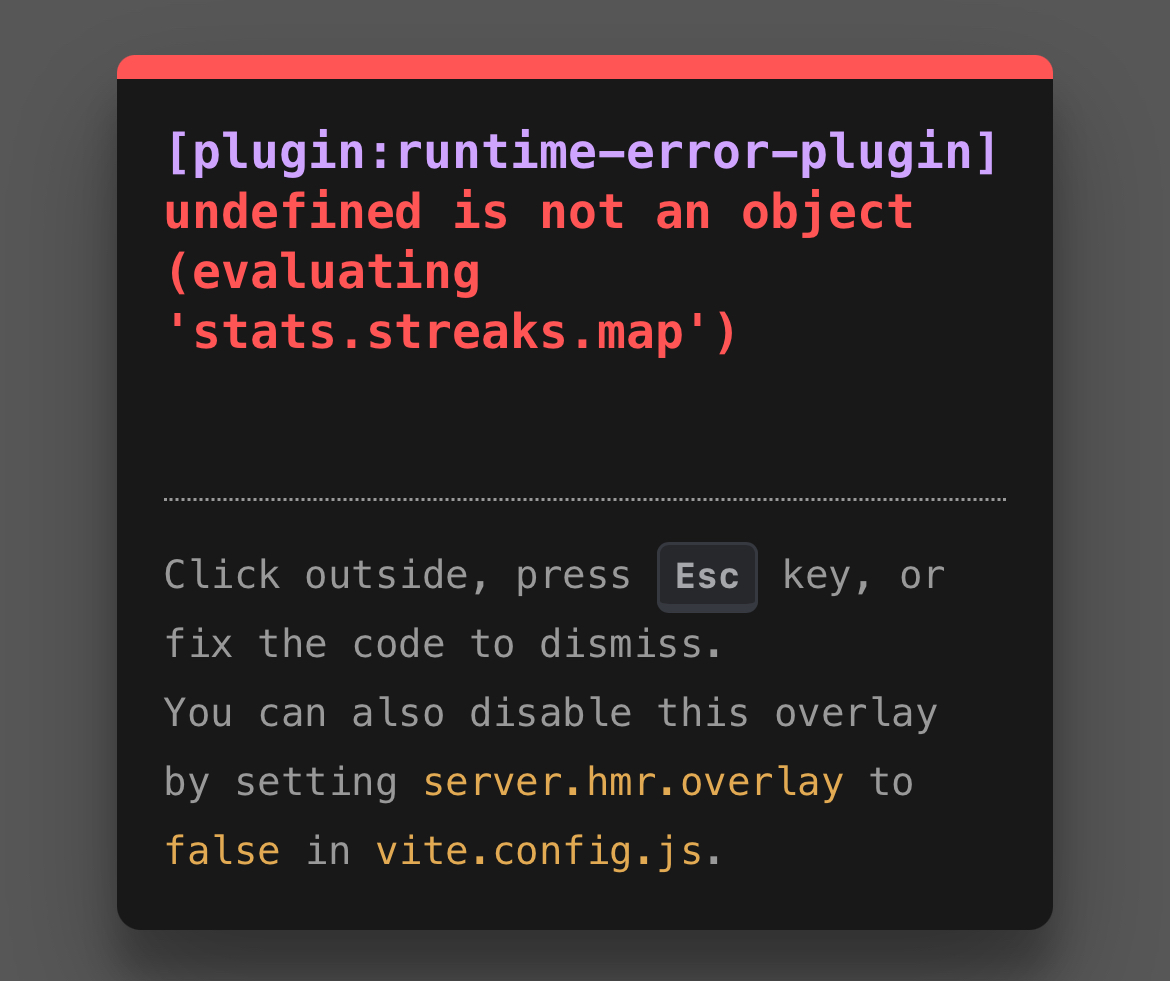 [plugin:runtime-error-plugin]
undefined is not an object
(evaluating
'stats.streaks.map')
Click outside, press Esc key, or
fix the code to dismiss.
You can also disable this overlay
by setting server.hmr.overlay to
false in vite.config.js.